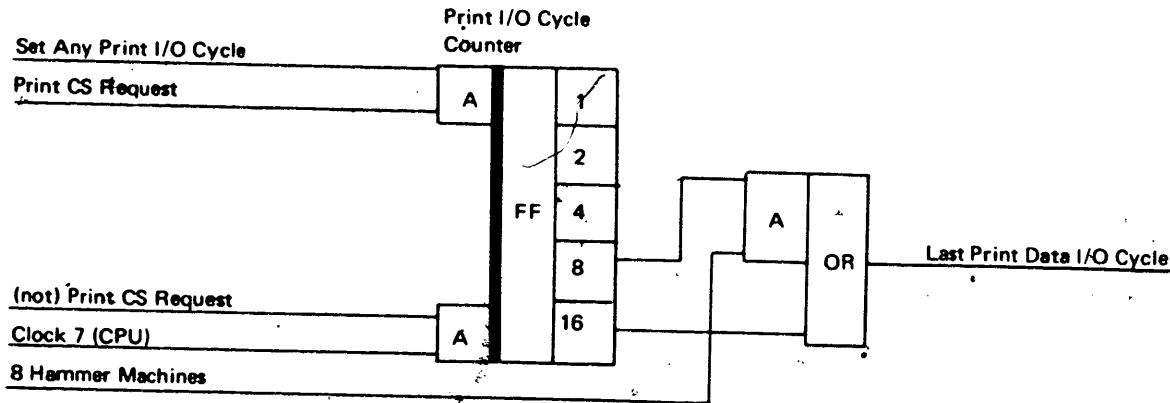 Print I/O Cycle
Counter
Set Any Print I/O Cycle
Print CS Request
A
1
2
FF
4
A
8
OR
Last Print Data I/O Cycle
(not) Print CS Request
16
A
Clock 7 (CPU)
8 Hammer Machines